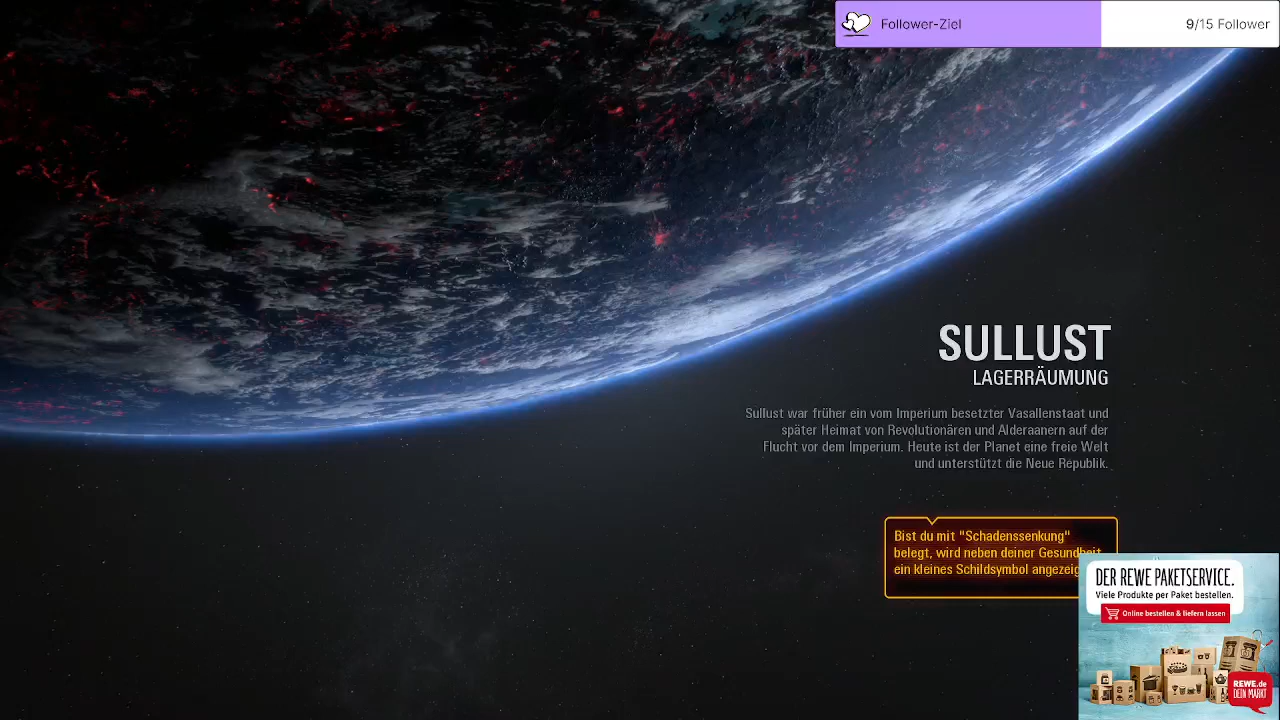 Follower-Ziel
9/15 Follower
SULLUST
LAGERRÄUMUNG
Sullust war früher ein vom Imperium besetzter Vasallenstaat und
später Heimat von Revolutionären und Alderaanern auf der
Flucht vor dem Imperium. Heute ist der Planet eine freie Welt
und unterstützt die Neue Republik.
Bist du mit "Schadenssenkung"
belegt, wird neben deiner Gesundheit
ein kleines Schildsymbol
DER REWE PAKETSERVICE.
Viele Produkte per Paket bestellen.
Online bestellen & liefern lassen
REWE.de
DEIN MARKT